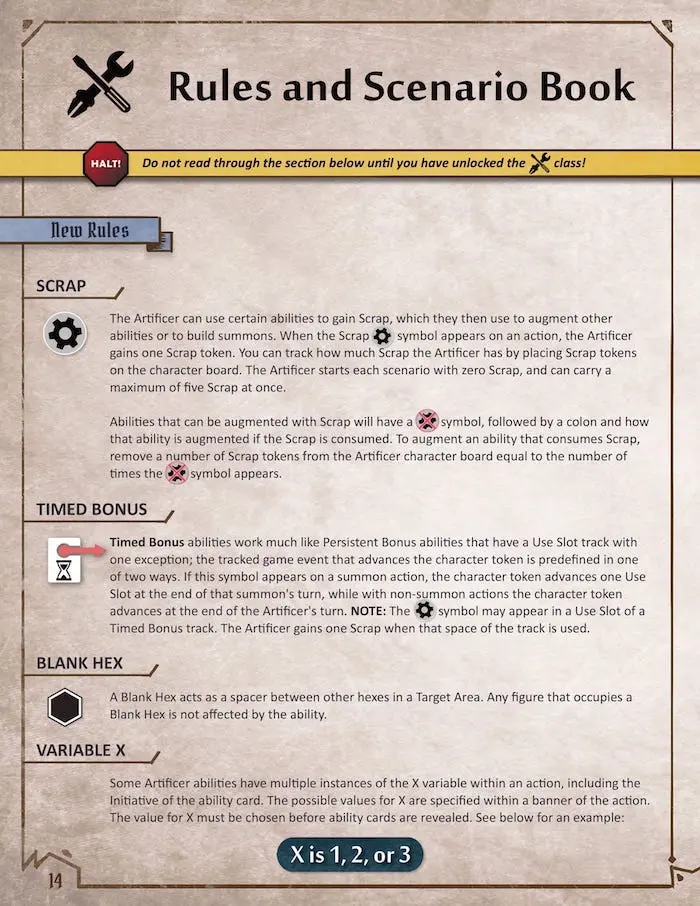 Rules and Scenario Book
HALT!
Do not read through the section below until you have unlocked the class!
New Rules
SCRAP
The Artificer can use certain abilities to gain Scrap, which they then use to augment other
abilities or to build summons. When the Scrap symbol appears on an action, the Artificer
gains one Scrap token. You can track how much Scrap the Artificer has by placing Scrap tokens
on the character board. The Artificer starts each scenario with zero Scrap, and can carry a
maximum of five Scrap at once.
Abilities that can be augmented with Scrap will have a symbol, followed by a colon and how
that ability is augmented if the Scrap is consumed. To augment an ability that consumes Scrap,
remove a number of Scrap tokens from the Artificer character board equal to the number of
times the symbol appears.
TIMED BONUS
Timed Bonus abilities work much like Persistent Bonus abilities that have a Use Slot track with
one exception; the tracked game event that advances the character token is predefined in one
of two ways. If this symbol appears on a summon action, the character token advances one Use
Slot at the end of that summon's turn, while with non-summon actions the character token
advances at the end of the Artificer's turn. NOTE: The symbol may appear in a Use Slot of a
Timed Bonus track. The Artificer gains one Scrap when that space of the track is used.
BLANK HEX
A Blank Hex acts as a spacer between other hexes in a Target Area. Any figure that occupies a
Blank Hex is not affected by the ability.
VARIABLE X
Some Artificer abilities have multiple instances of the X variable within an action, including the
Initiative of the ability card. The possible values for X are specified within a banner of the action.
The value for X must be chosen before ability cards are revealed. See below for an example:
X is 1, 2, or 3
14